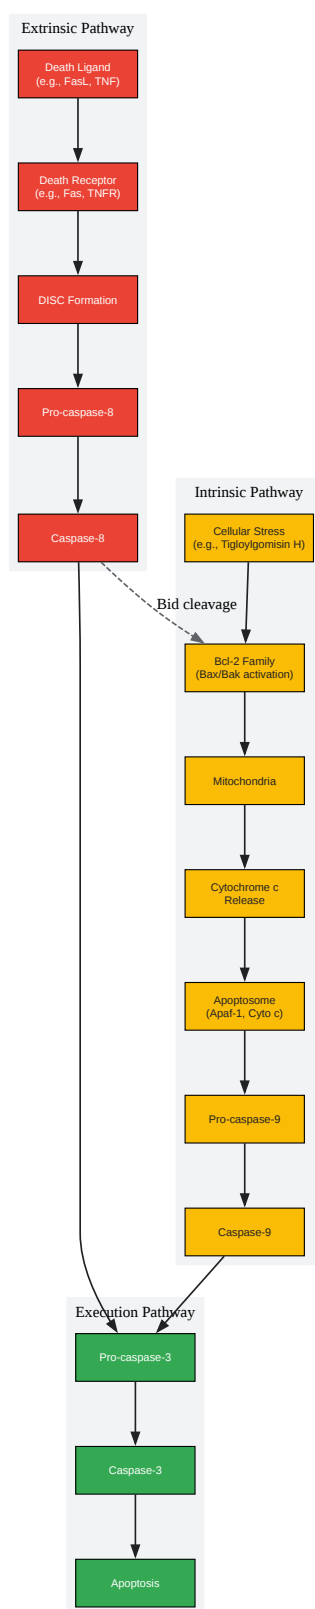 Extrinsic Pathway
Death Ligand
(e.g., FasL, TNF)
Death Receptor
(e.g., Fas, TNFR)
DISC Formation
Pro-caspase-8
Caspase-8
Intrinsic Pathway
Cellular Stress
(e.g., Tigloylgomisin H)
Bid cleavage
Bcl-2 Family
(Bax/Bak activation)
Mitochondria
Cytochrome c
Release
Apoptosome
(Apaf-1, Cyto c)
Pro-caspase-9
Caspase-9
Execution Pathway
Pro-caspase-3
Caspase-3
Apoptosis